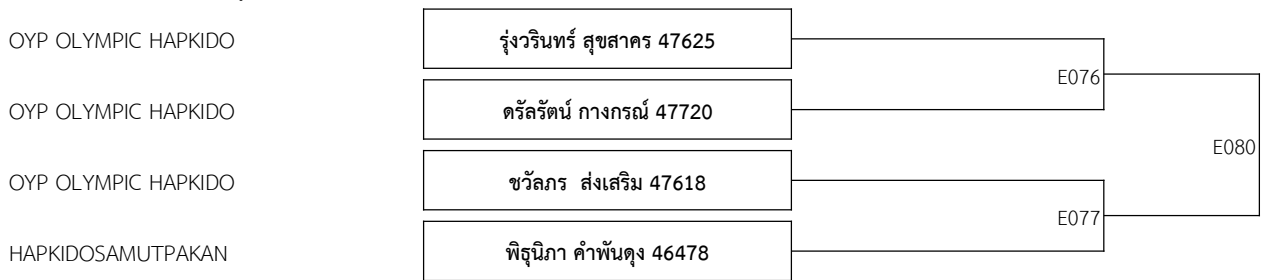 OYP OLYMPIC HAPKIDO รุ่งวรินทร์ สุขสาคร 47625
E076
OYP OLYMPIC HAPKIDO ดรัลรัตน์ กางกรณ์ 47720
E080
OYP OLYMPIC HAPKIDO ชวัลภร ส่งเสริม 47618
E077
HAPKIDOSAMUTPAKAN พิธุนิภา คำพันดุง 46478